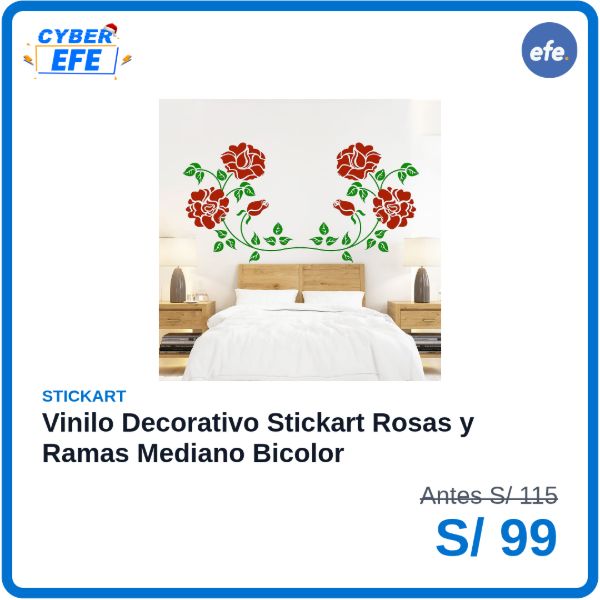 CYBER
EFE
efe.
STICKART
Vinilo Decorativo Stickart Rosas y
Ramas Mediano Bicolor
Antes S/ 115
S/ 99